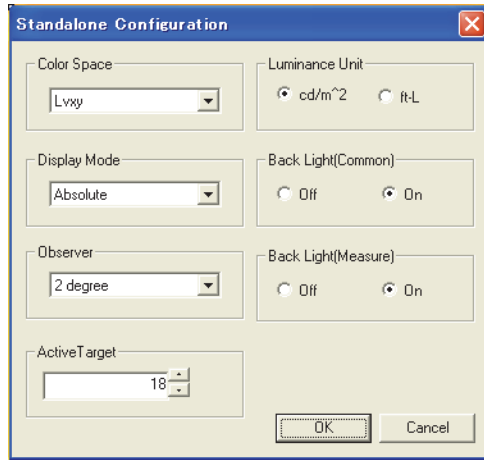 Standalone Configuration
Color Space
Lvxy
Luminance Unit
cd/m^2 ft-L
Display Mode
Absolute
Back Light(Common)
Off On
Observer
2 degree
Back Light(Measure)
Off On
ActiveTarget
18
OK Cancel